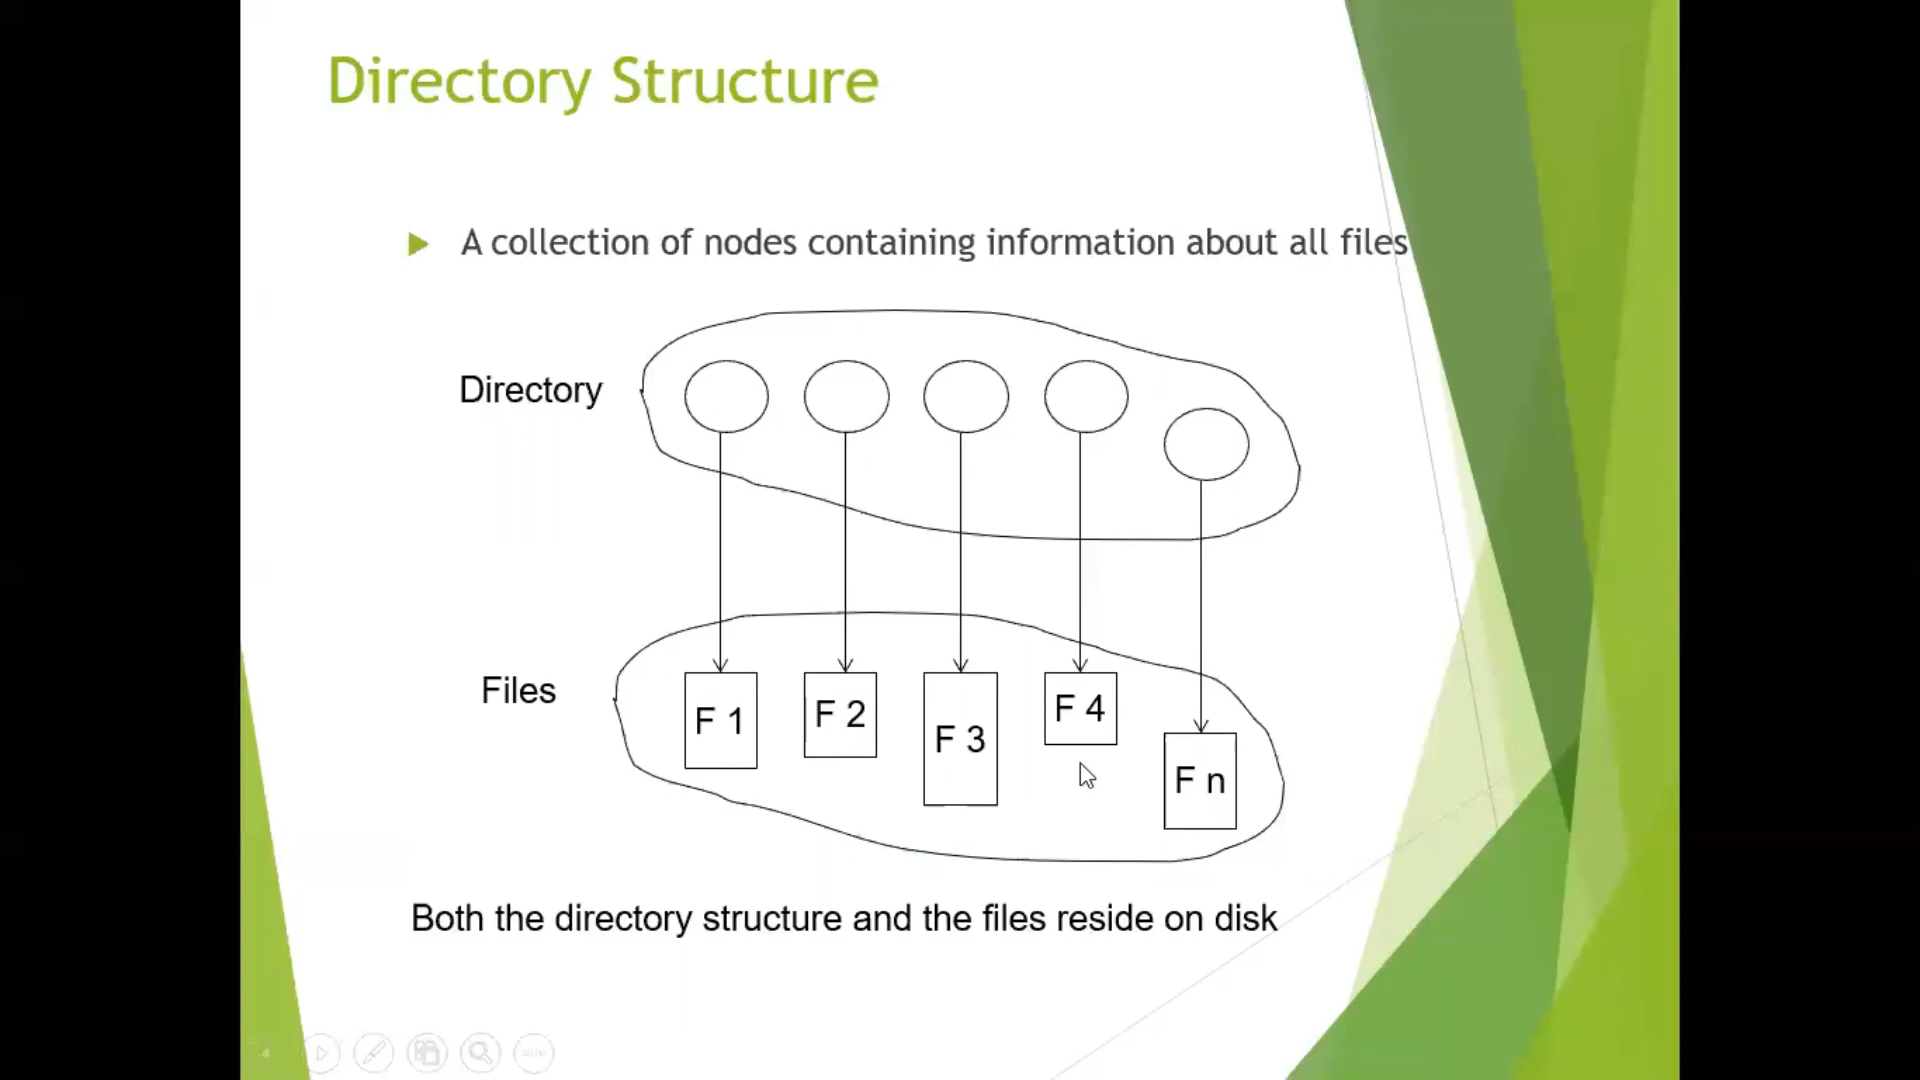 Directory Structure
A collection of nodes containing information about all files
Directory
Files
F 1
F 2
F 3
F 4
F n
Both the directory structure and the files reside on disk